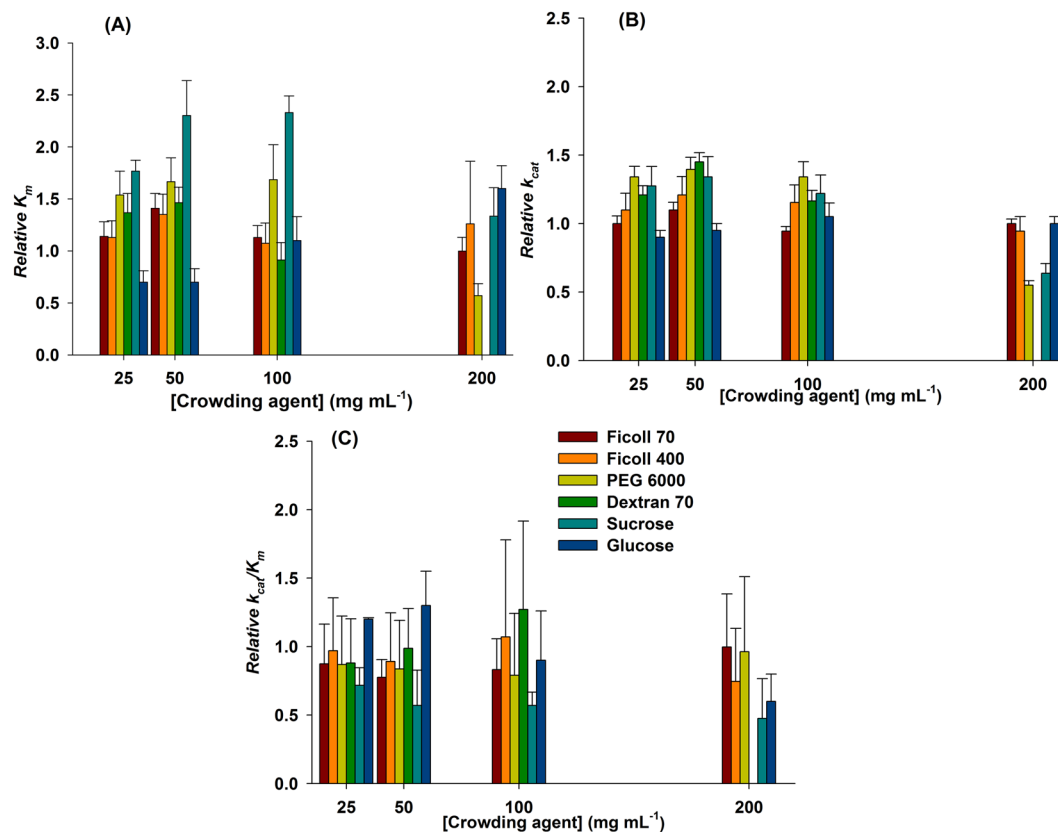 (A)
3.0
2.5
2.0
1.5
1.0
0.5
0.0
Relative Km
25 50 100 200
[Crowding agent] (mg mL-1)
(B)
2.5
2.0
1.5
1.0
0.5
0.0
Relative kcat
25 50 100 200
[Crowding agent] (mg mL-1)
(C)
2.5
2.0
1.5
1.0
0.5
0.0
Relative kcat/Km
25 50 100 200
[Crowding agent] (mg mL-1)
Ficoll 70
Ficoll 400
PEG 6000
Dextran 70
Sucrose
Glucose